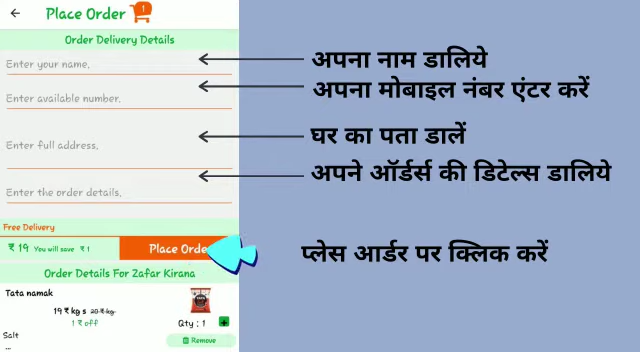 Place Order 1
Order Delivery Details
Enter your name.
अपना नाम डालिये
Enter available number.
अपना मोबाइल नंबर एंटर करें
Enter full address.
घर का पता डालें
Enter the order details.
अपने ऑर्डर्स की डिटेल्स डालिये
Free Delivery
₹ 19 You will save ₹ 1
Place Orde
प्लेस आर्डर पर क्लिक करें
Order Details For Zafar Kirana
Tata namak
19 ₹ kg s 20 ₹ kg
1 ₹ off
Qty : 1
Salt
Remove
...